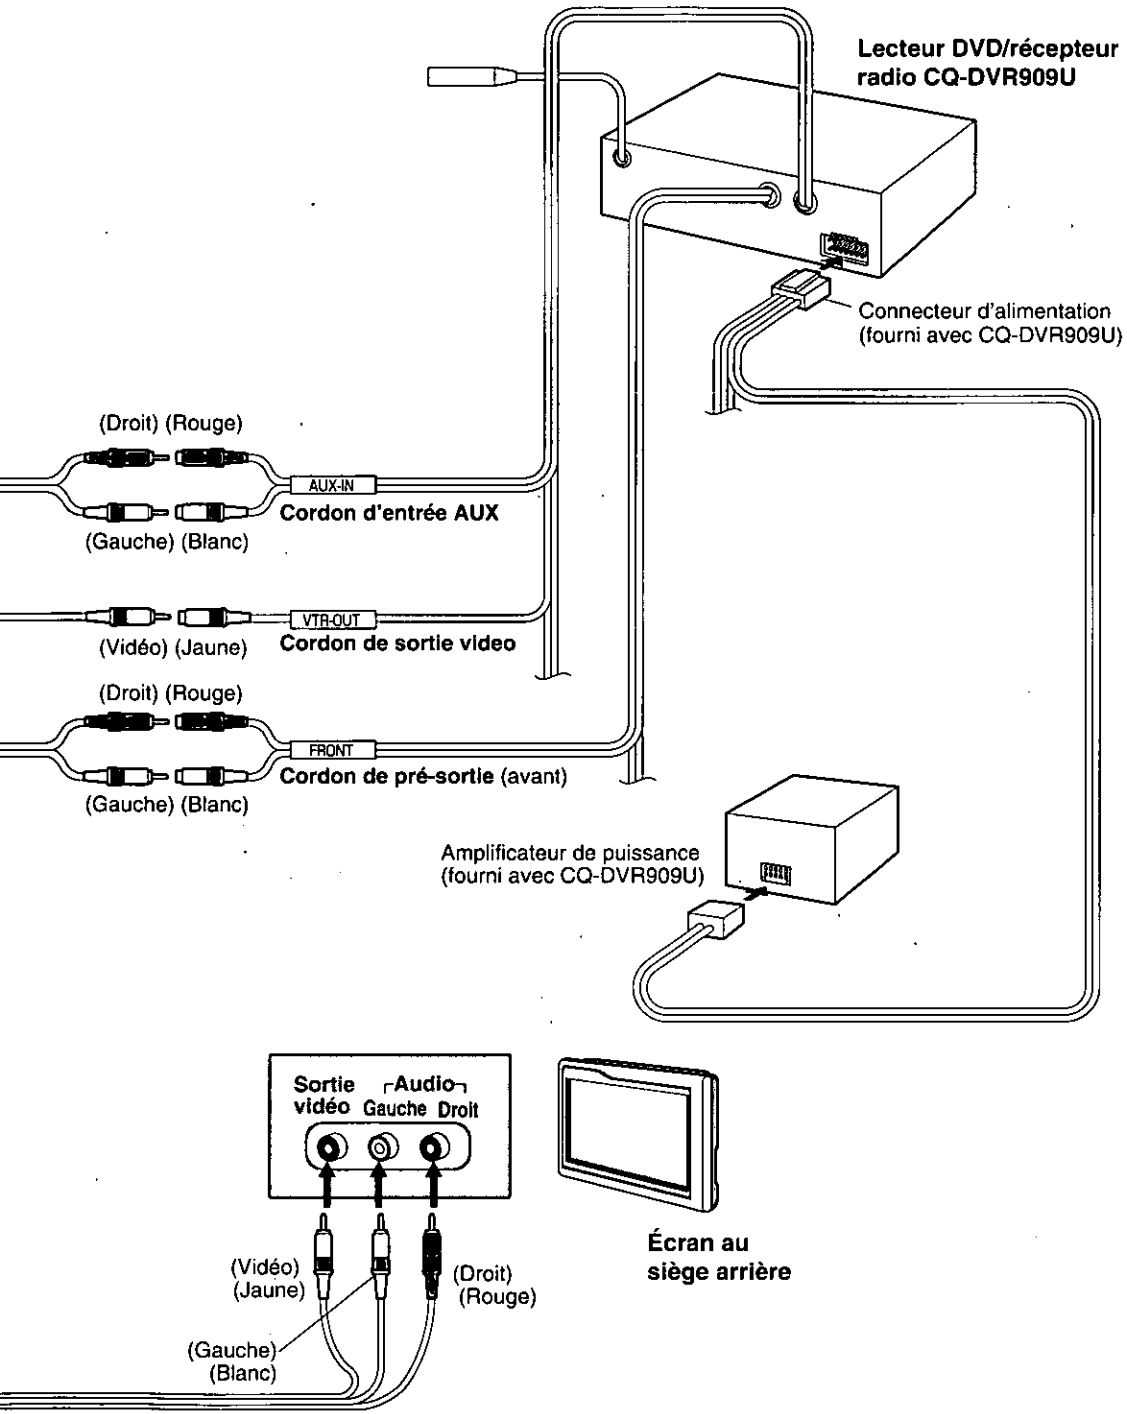 Lecteur DVD/récepteur
radio CQ-DVR909U
Connecteur d'alimentation
(fourni avec CQ-DVR909U)
(Droit) (Rouge)
AUX-IN
Cordon d'entrée AUX
(Gauche) (Blanc)
VTR-OUT
(Vidéo) (Jaune)
Cordon de sortie video
(Droit) (Rouge)
FRONT
Cordon de pré-sortie (avant)
(Gauche) (Blanc)
Amplificateur de puissance
(fourni avec CQ-DVR909U)
Sortie
vidéo
Audio
Gauche Droit
Écran au
siège arrière
(Vidéo)
(Jaune)
(Droit)
(Rouge)
(Gauche)
(Blanc)